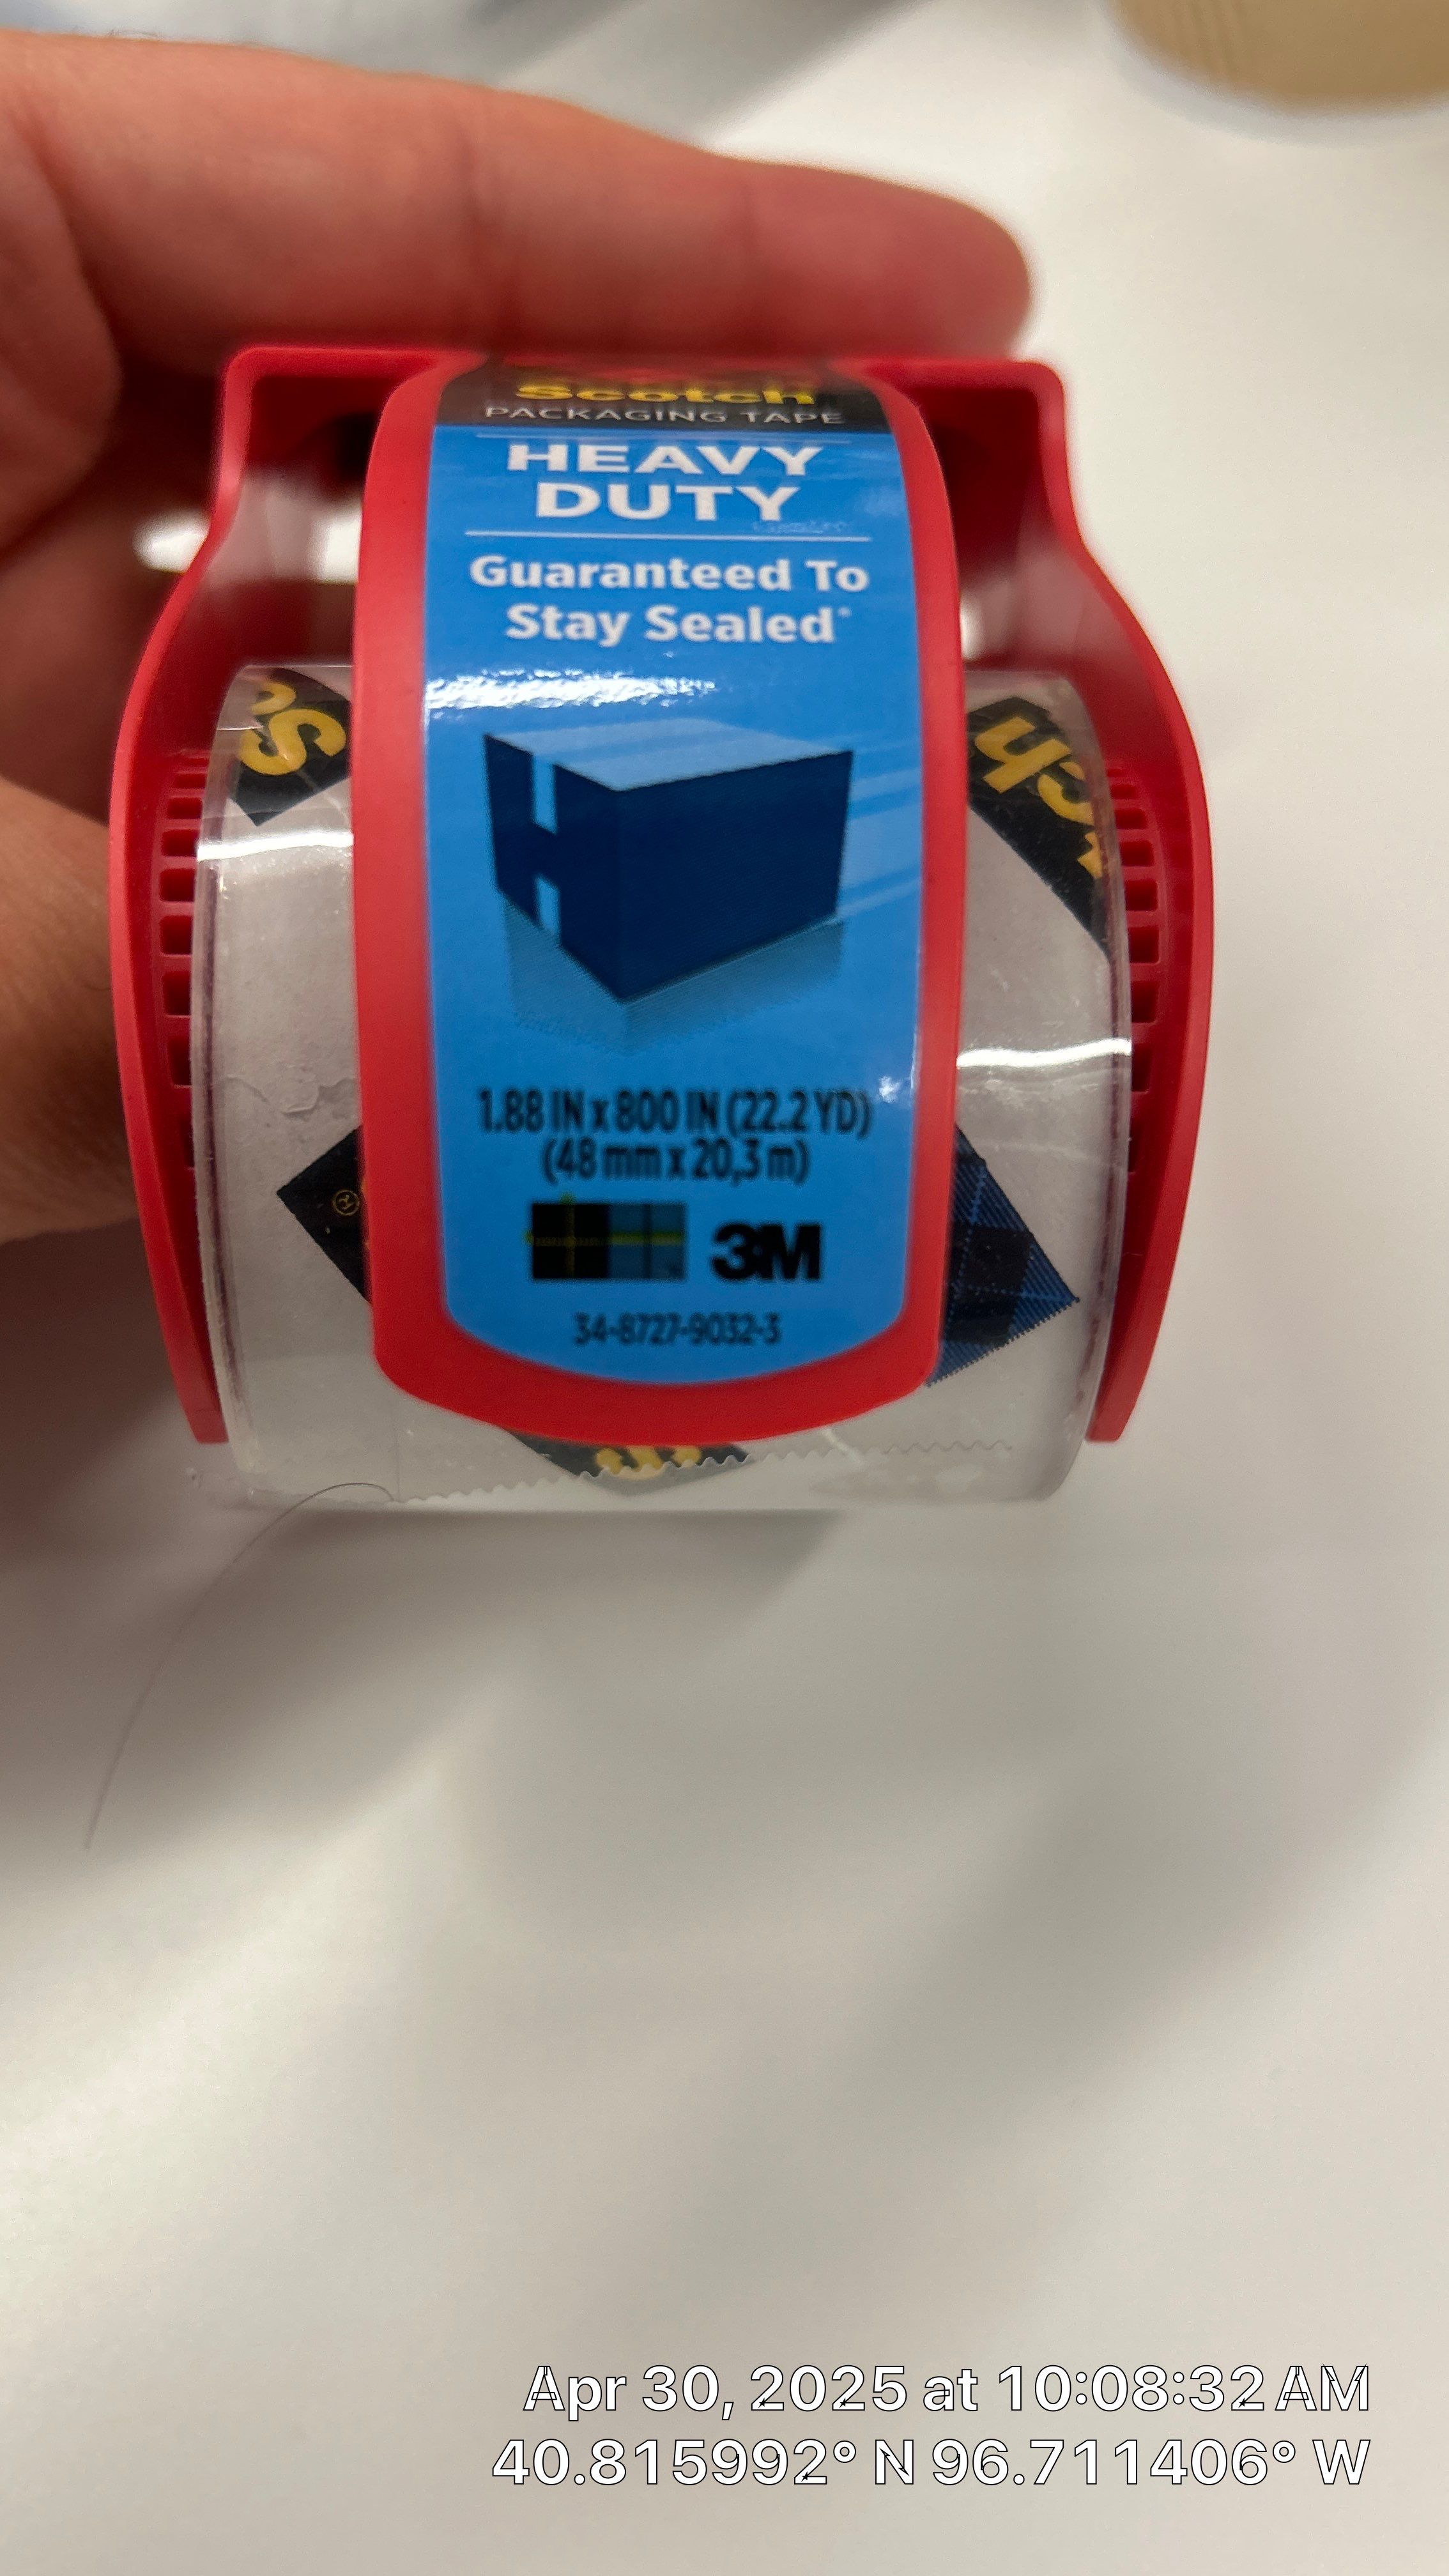 Scotch
PACKAGING TAPE
HEAVY
DUTY
Guaranteed To
Stay Sealed*
1.88 IN x 800 IN (22.2 YD)
(48 mm x 20,3 m)
3M
34-8727-9032-3
Apr 30, 2025 at 10:08:32 AM
40.815992° N 96.711406° W